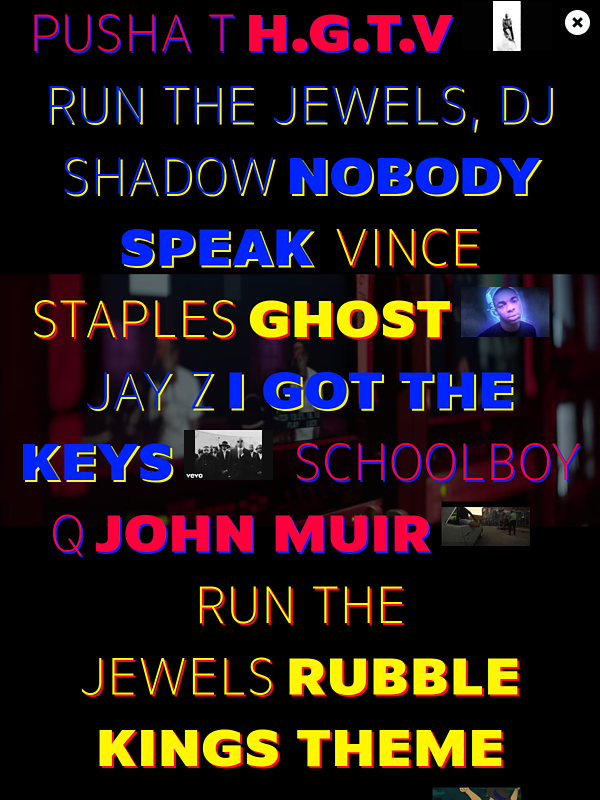 PUSHA T H.G.T.V
RUN THE JEWELS, DJ
SHADOW NOBODY
SPEAK VINCE
STAPLES GHOST
JAY Z I GOT THE
KEYS vevo SCHOOLBOY
Q JOHN MUIR
RUN THE
JEWELS RUBBLE
KINGS THEME